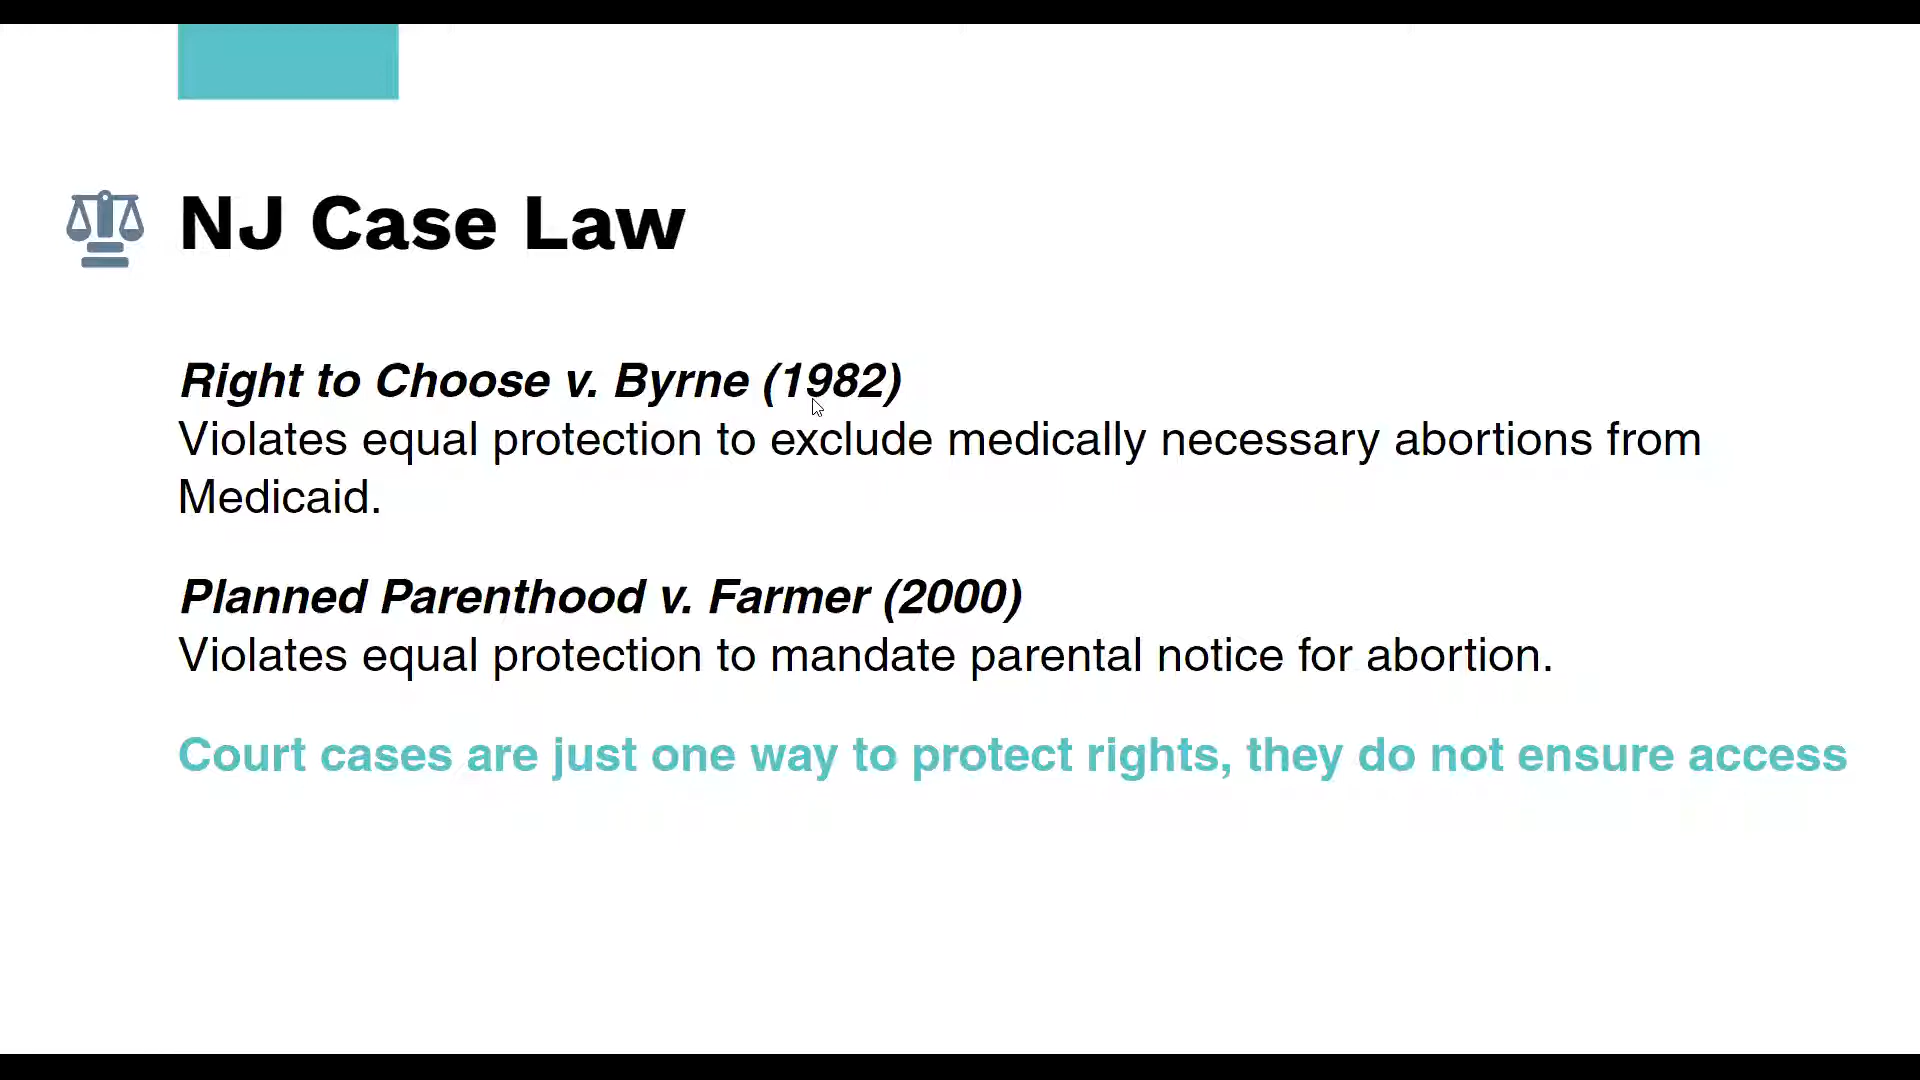 NJ Case Law
Right to Choose v. Byrne (1982)
Violates equal protection to exclude medically necessary abortions from
Medicaid.
Planned Parenthood v. Farmer (2000)
Violates equal protection to mandate parental notice for abortion.
Court cases are just one way to protect rights, they do not ensure access